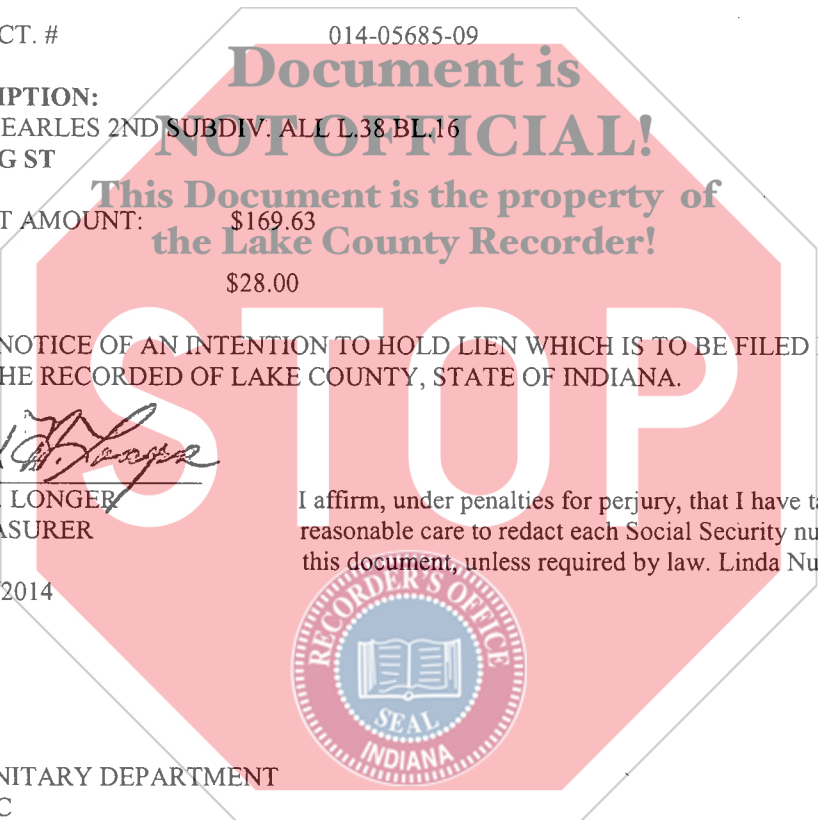 CT. # 014-05685-09
Document is
IPTION:
EARLES 2ND SUBDIV. ALL L.38 BL.16
NOT OFFICIAL!
G ST
This Document is the property of
T AMOUNT: $169.63
the Lake County Recorder!
$28.00
NOTICE OF AN INTENTION TO HOLD LIEN WHICH IS TO BE FILED
HE RECORDED OF LAKE COUNTY, STATE OF INDIANA.
STOP
LONGER
I affirm, under penalties for perjury, that I have ta
ASURER
reasonable care to redact each Social Security nu
this document, unless required by law. Linda Nu
2014
RECORDER'S OFFICE
SEAL
INDIANA
NITARY DEPARTMENT
C